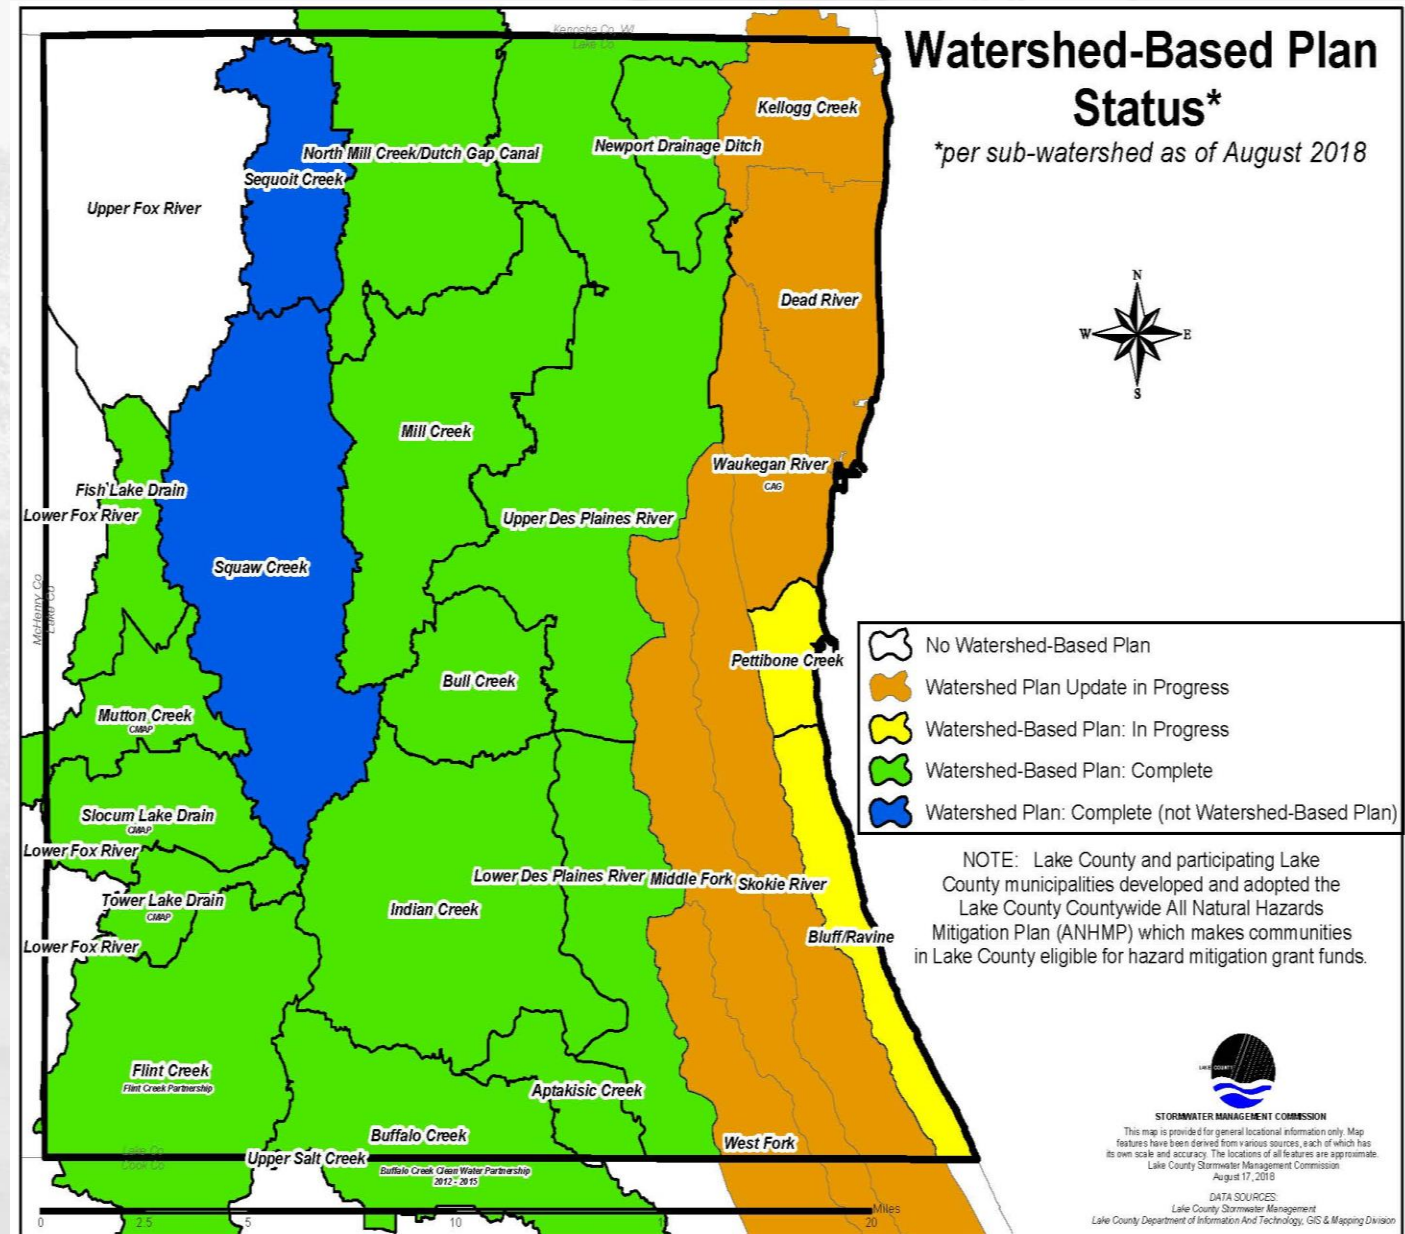 Kenosha Co, WI
Lake Co
Watershed-Based Plan
Status*
*per sub-watershed as of August 2018
Kellogg Creek
North Mill Creek/Dutch Gap Canal
Newport Drainage Ditch
Sequoit Creek
Upper Fox River
N
W
E
S
Dead River
Mill Creek
Waukegan River
CAG
Fish Lake Drain
Lower Fox River
Upper Des Plaines River
Squaw Creek
McHenry Co
Lake Co
Pettibone Creek
Bull Creek
Mutton Creek
CMAP
No Watershed-Based Plan
Watershed Plan Update in Progress
Watershed-Based Plan: In Progress
Watershed-Based Plan: Complete
Watershed Plan: Complete (not Watershed-Based Plan)
Slocum Lake Drain
CMAP
Lower Fox River
Lower Des Plaines River
Middle Fork
Skokie River
Tower Lake Drain
CMAP
Indian Creek
Bluff/Ravine
Lower Fox River
NOTE: Lake County and participating Lake
County municipalities developed and adopted the
Lake County Countywide All Natural Hazards
Mitigation Plan (ANHMP) which makes communities
in Lake County eligible for hazard mitigation grant funds.
Flint Creek
Flint Creek Partnership
Aptakisic Creek
Buffalo Creek
West Fork
Lake Co
Cook Co
Upper Salt Creek
Buffalo Creek Clean Water Partnership
2012 - 2015
LAKE COUNTY
STORMWATER MANAGEMENT COMMISSION
This map is provided for general locational information only. Map
features have been derived from various sources, each of which has
its own scale and accuracy. The locations of all features are approximate.
Lake County Stormwater Management Commission
August 17, 2018
DATA SOURCES:
Lake County Stormwater Management
Lake County Department of Information And Technology, GIS & Mapping Division
Miles
0 2.5 5 10 20